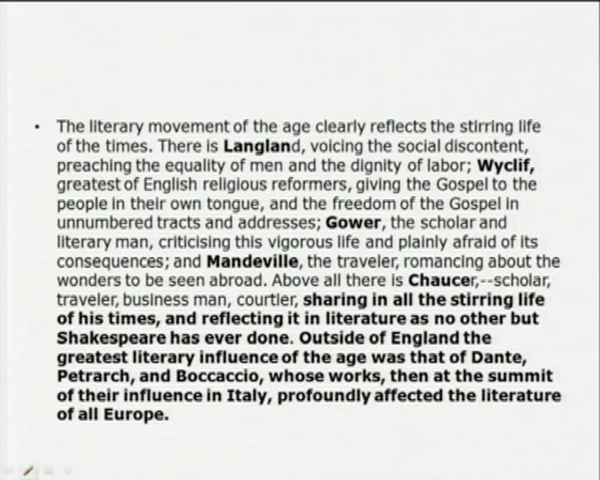 • The literary movement of the age clearly reflects the stirring life
of the times. There is Langland, voicing the social discontent,
preaching the equality of men and the dignity of labor; Wyclif,
greatest of English religious reformers, giving the Gospel to the
people in their own tongue, and the freedom of the Gospel in
unnumbered tracts and addresses; Gower, the scholar and
literary man, criticising this vigorous life and plainly afraid of its
consequences; and Mandeville, the traveler, romancing about the
wonders to be seen abroad. Above all there is Chaucer,--scholar,
traveler, business man, courtier, sharing in all the stirring life
of his times, and reflecting it in literature as no other but
Shakespeare has ever done. Outside of England the
greatest literary influence of the age was that of Dante,
Petrarch, and Boccaccio, whose works, then at the summit
of their influence in Italy, profoundly affected the literature
of all Europe.